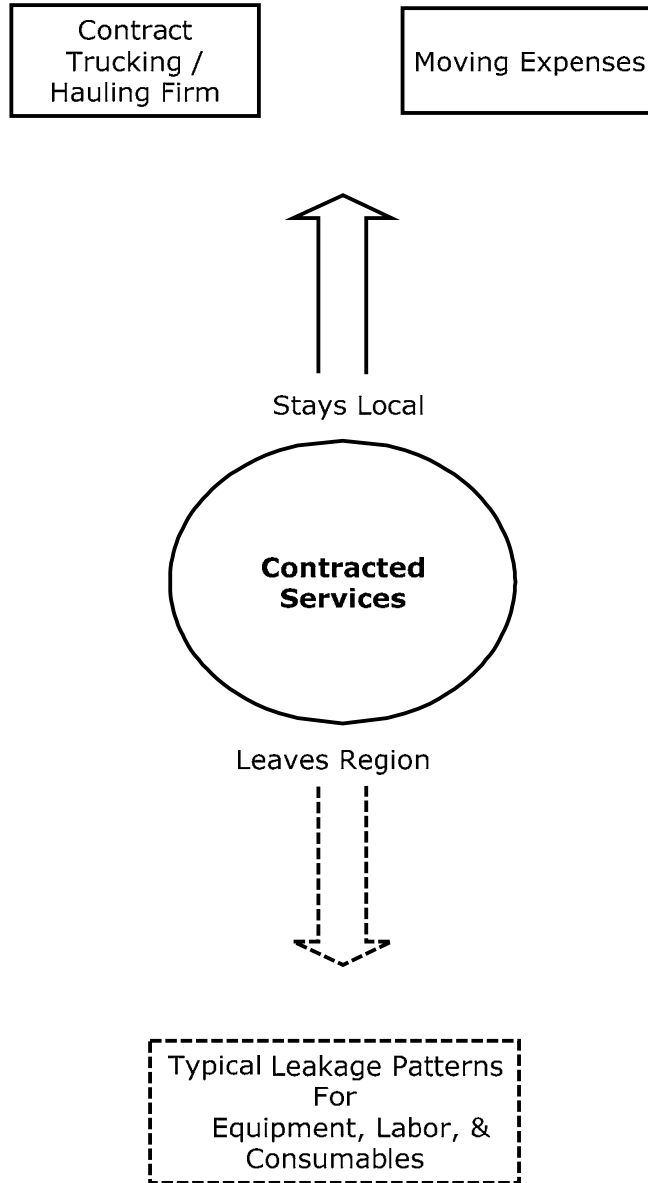 Contract
Trucking /
Hauling Firm
Moving Expenses
Stays Local
Contracted
Services
Leaves Region
Typical Leakage Patterns
For
Equipment, Labor, &
Consumables